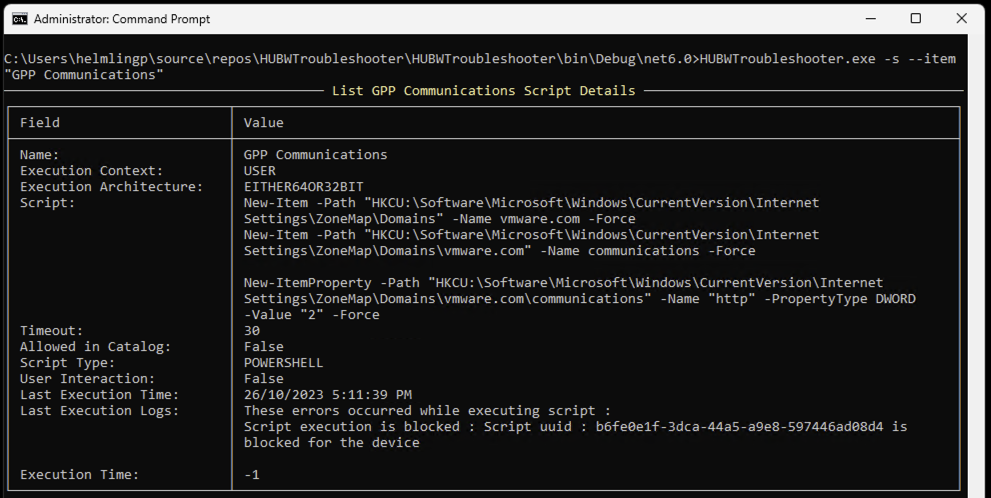 Administrator: Command Prompt
C:\Users\helmlingp\source\repos\HUBWTroubleshooter\HUBWTroubleshooter\bin\Debug\net6.0>HUBWTroubleshooter.exe -s --item
"GPP Communications"
List GPP Communications Script Details
Field Value
Name: GPP Communications
Execution Context: USER
Execution Architecture: EITHER64OR32BIT
Script: New-Item -Path "HKCU:\Software\Microsoft\Windows\CurrentVersion\Internet
Settings\ZoneMap\Domains" -Name vmware.com -Force
New-Item -Path "HKCU:\Software\Microsoft\Windows\CurrentVersion\Internet
Settings\ZoneMap\Domains\vmware.com" -Name communications -Force
New-ItemProperty -Path "HKCU:\Software\Microsoft\Windows\CurrentVersion\Internet
Settings\ZoneMap\Domains\vmware.com\communications" -Name "http" -PropertyType DWORD
-Value "2" -Force
Timeout: 30
Allowed in Catalog: False
Script Type: POWERSHELL
User Interaction: False
Last Execution Time: 26/10/2023 5:11:39 PM
Last Execution Logs: These errors occurred while executing script :
Script execution is blocked : Script uuid : b6fe0e1f-3dca-44a5-a9e8-597446ad08d4 is
blocked for the device
Execution Time: -1